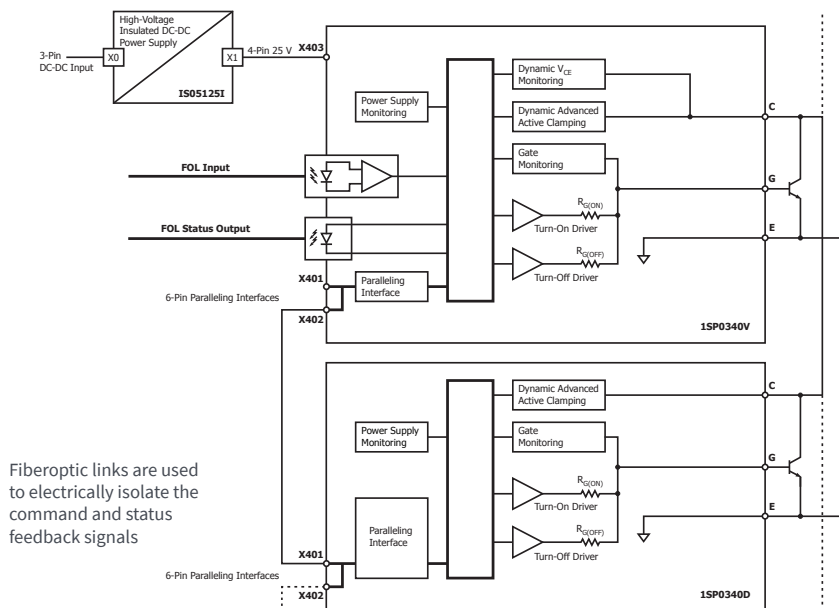 High-Voltage
Insulated DC-DC
Power Supply
3-Pin
DC-DC Input
X0
X1
4-Pin 25 V
X403
IS05125I
Dynamic VCE
Monitoring
Power Supply
Monitoring
Dynamic Advanced
Active Clamping
C
Gate
Monitoring
FOL Input
G
RG(ON)
Turn-On Driver
FOL Status Output
E
RG(OFF)
Turn-Off Driver
X401
6-Pin Paralleling Interfaces
X402
Paralleling
Interface
1SP0340V
Dynamic Advanced
Active Clamping
C
Power Supply
Monitoring
Gate
Monitoring
G
Fiberoptic links are used
to electrically isolate the
command and status
feedback signals
RG(ON)
Turn-On Driver
E
Paralleling
Interface
RG(OFF)
Turn-Off Driver
X401
6-Pin Paralleling Interfaces
X402
1SP0340D